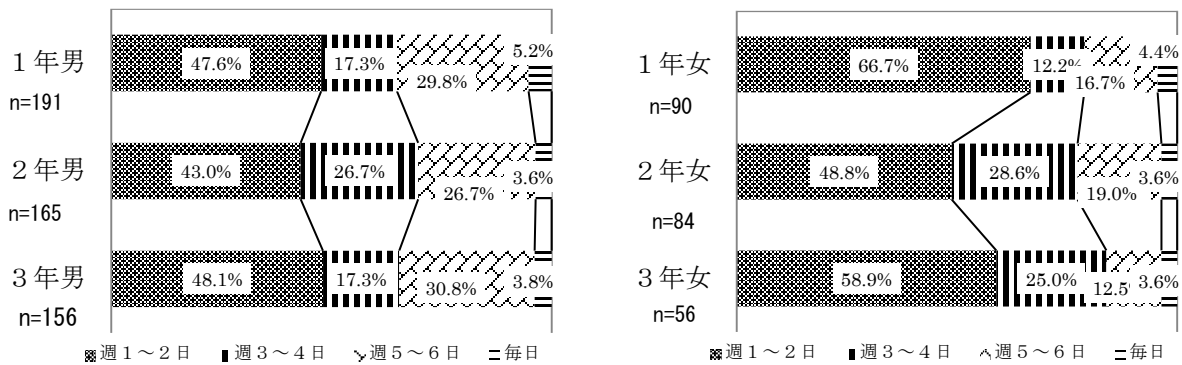 1年男
n=191
47.6%
17.3%
29.8%
5.2%
2年男
n=165
43.0%
26.7%
26.7%
3.6%
3年男
n=156
48.1%
17.3%
30.8%
3.8%
週1～2日 週3～4日 週5～6日 毎日
1年女
n=90
66.7%
12.2%
16.7%
4.4%
2年女
n=84
48.8%
28.6%
19.0%
3.6%
3年女
n=56
58.9%
25.0%
12.5
3.6%
週1～2日 週3～4日 週5～6日 毎日